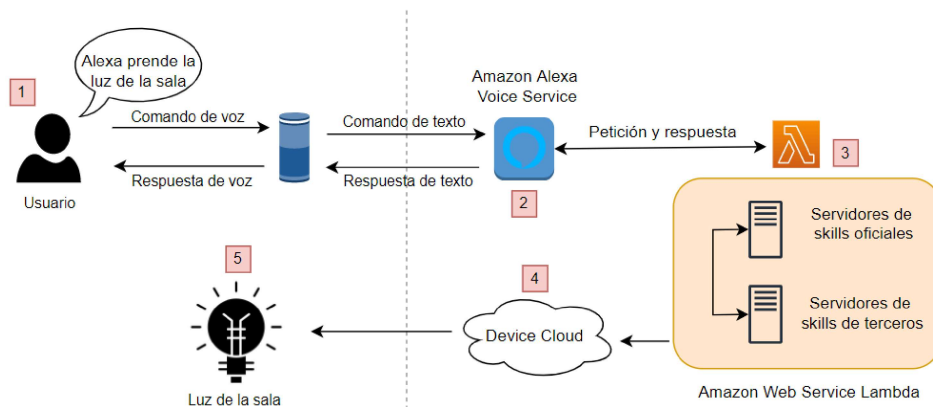 Alexa prende la
luz de la sala
1
Usuario
Comando de voz
Respuesta de voz
Comando de texto
Respuesta de texto
Amazon Alexa
Voice Service
2
Petición y respuesta
3
Servidores de
skills oficiales
Servidores de
skills de terceros
Amazon Web Service Lambda
4
Device Cloud
5
Luz de la sala